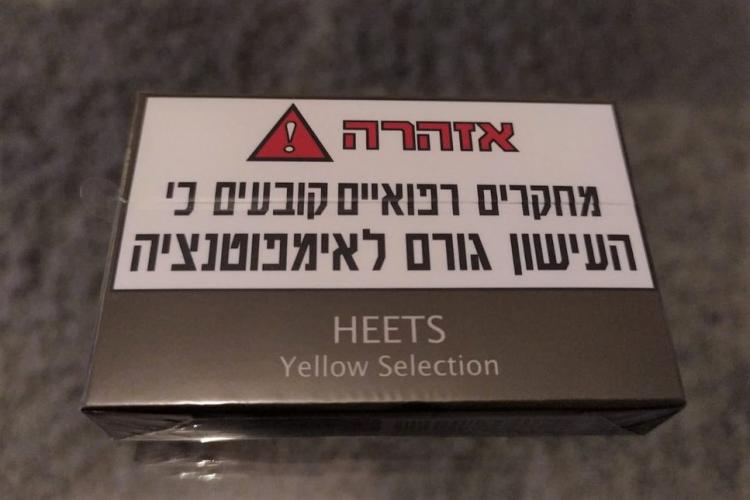 אזהרה
מחקרים רפואיים קובעים כי
העישון גורם לאימפוטנציה
HEETS
Yellow Selection